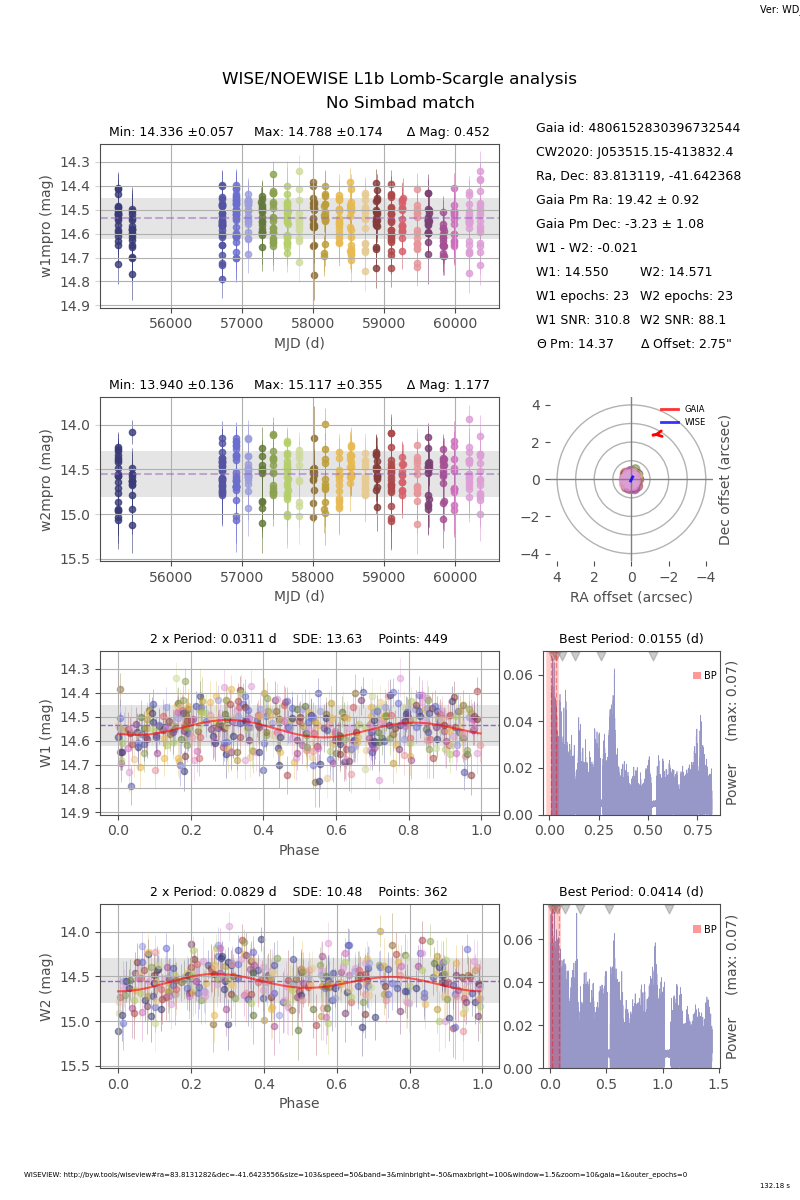 Ver: WD_
WISE/NOEWISE L1b Lomb-Scargle analysis
No Simbad match
Min: 14.336 ±0.057 Max: 14.788 ±0.174 Δ Mag: 0.452
14.3
14.4
14.5
14.6
14.7
14.8
14.9
w1mpro (mag)
56000 57000 58000 59000 60000
MJD (d)
Gaia id: 4806152830396732544
CW2020: J053515.15-413832.4
Ra, Dec: 83.813119, -41.642368
Gaia Pm Ra: 19.42 ± 0.92
Gaia Pm Dec: -3.23 ± 1.08
W1 - W2: -0.021
W1: 14.550 W2: 14.571
W1 epochs: 23 W2 epochs: 23
W1 SNR: 310.8 W2 SNR: 88.1
Θ Pm: 14.37 Δ Offset: 2.75"
Min: 13.940 ±0.136 Max: 15.117 ±0.355 Δ Mag: 1.177
14.0
14.5
15.0
15.5
w2mpro (mag)
56000 57000 58000 59000 60000
MJD (d)
GAIA
WISE
4
2
0
−2
−4
Dec offset (arcsec)
4 2 0 −2 −4
RA offset (arcsec)
2 x Period: 0.0311 d SDE: 13.63 Points: 449
14.3
14.4
14.5
14.6
14.7
14.8
14.9
W1 (mag)
0.0 0.2 0.4 0.6 0.8 1.0
Phase
Best Period: 0.0155 (d)
BP
0.06
0.04
0.02
0.00
Power (max: 0.07)
0.00 0.25 0.50 0.75
2 x Period: 0.0829 d SDE: 10.48 Points: 362
14.0
14.5
15.0
15.5
W2 (mag)
0.0 0.2 0.4 0.6 0.8 1.0
Phase
Best Period: 0.0414 (d)
BP
0.06
0.04
0.02
0.00
Power (max: 0.07)
0.0 0.5 1.0 1.5
WISEVIEW: http://byw.tools/wiseview#ra=83.8131282&dec=-41.6423556&size=103&speed=50&band=3&minbright=-50&maxbright=100&window=1.5&zoom=10&gaia=1&outer_epochs=0
132.18 s